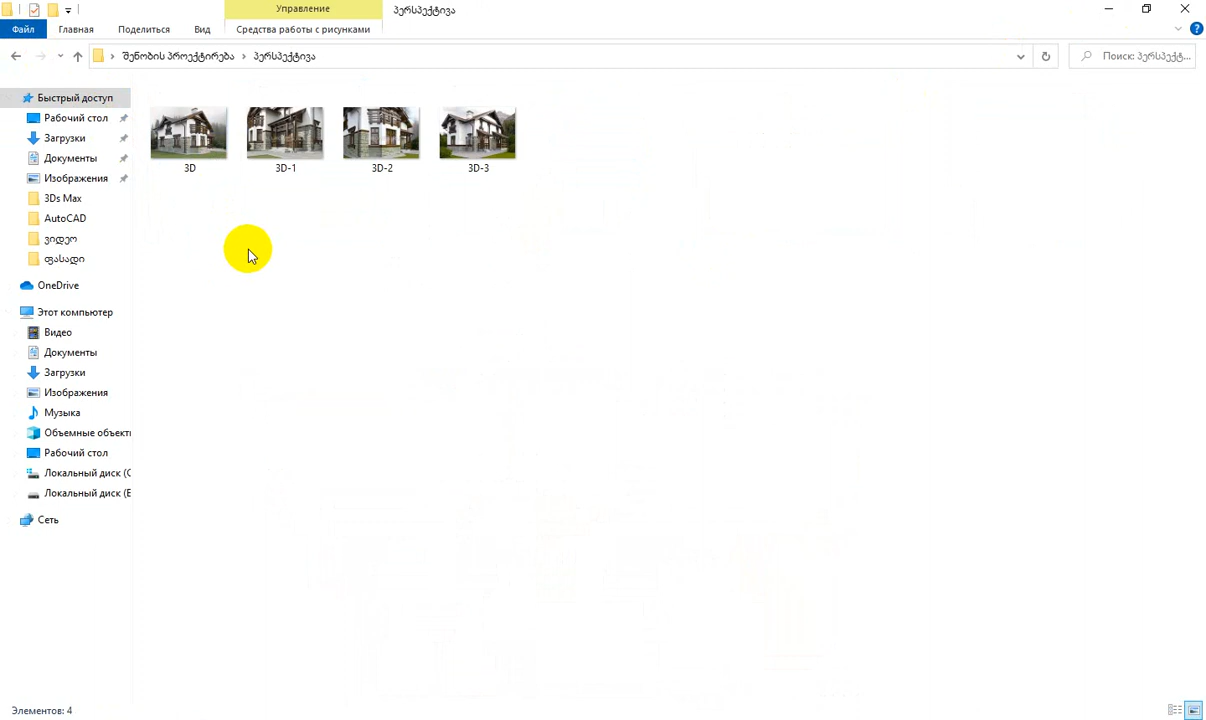 Управление
პერსპექტივა
Файл
Главная
Поделиться
Вид
Средства работы с рисунками
შენობის პროექტირება
პერსპექტივა
Поиск: პერსპექტ...
Быстрый доступ
Рабочий стол
Загрузки
Документы
Изображения
3Ds Max
AutoCAD
ვიდეო
ფასადი
OneDrive
Этот компьютер
Видео
Документы
Загрузки
Изображения
Музыка
Объемные объект
Рабочий стол
Локальный диск (C
Локальный диск (E
Сеть
3D
3D-1
3D-2
3D-3
Элементов: 4